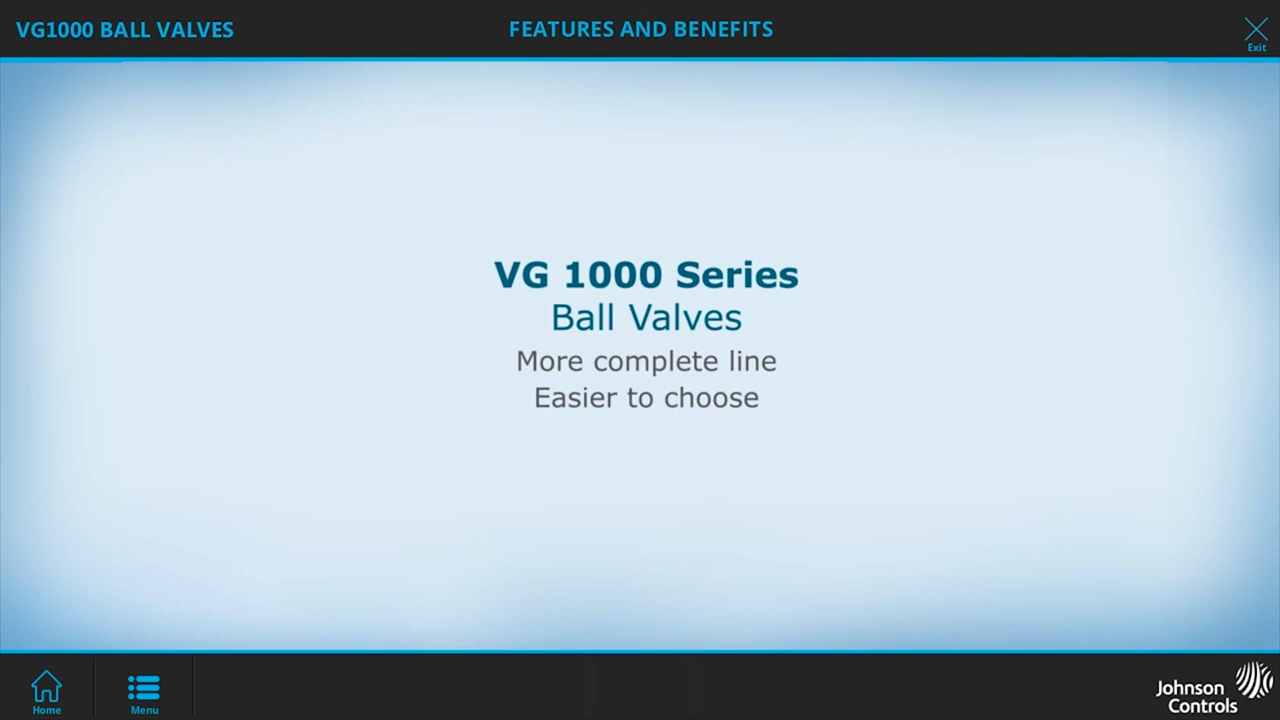 VG1000 BALL VALVES
FEATURES AND BENEFITS
Exit
VG 1000 Series
Ball Valves
More complete line
Easier to choose
Home
Menu
Johnson
Controls